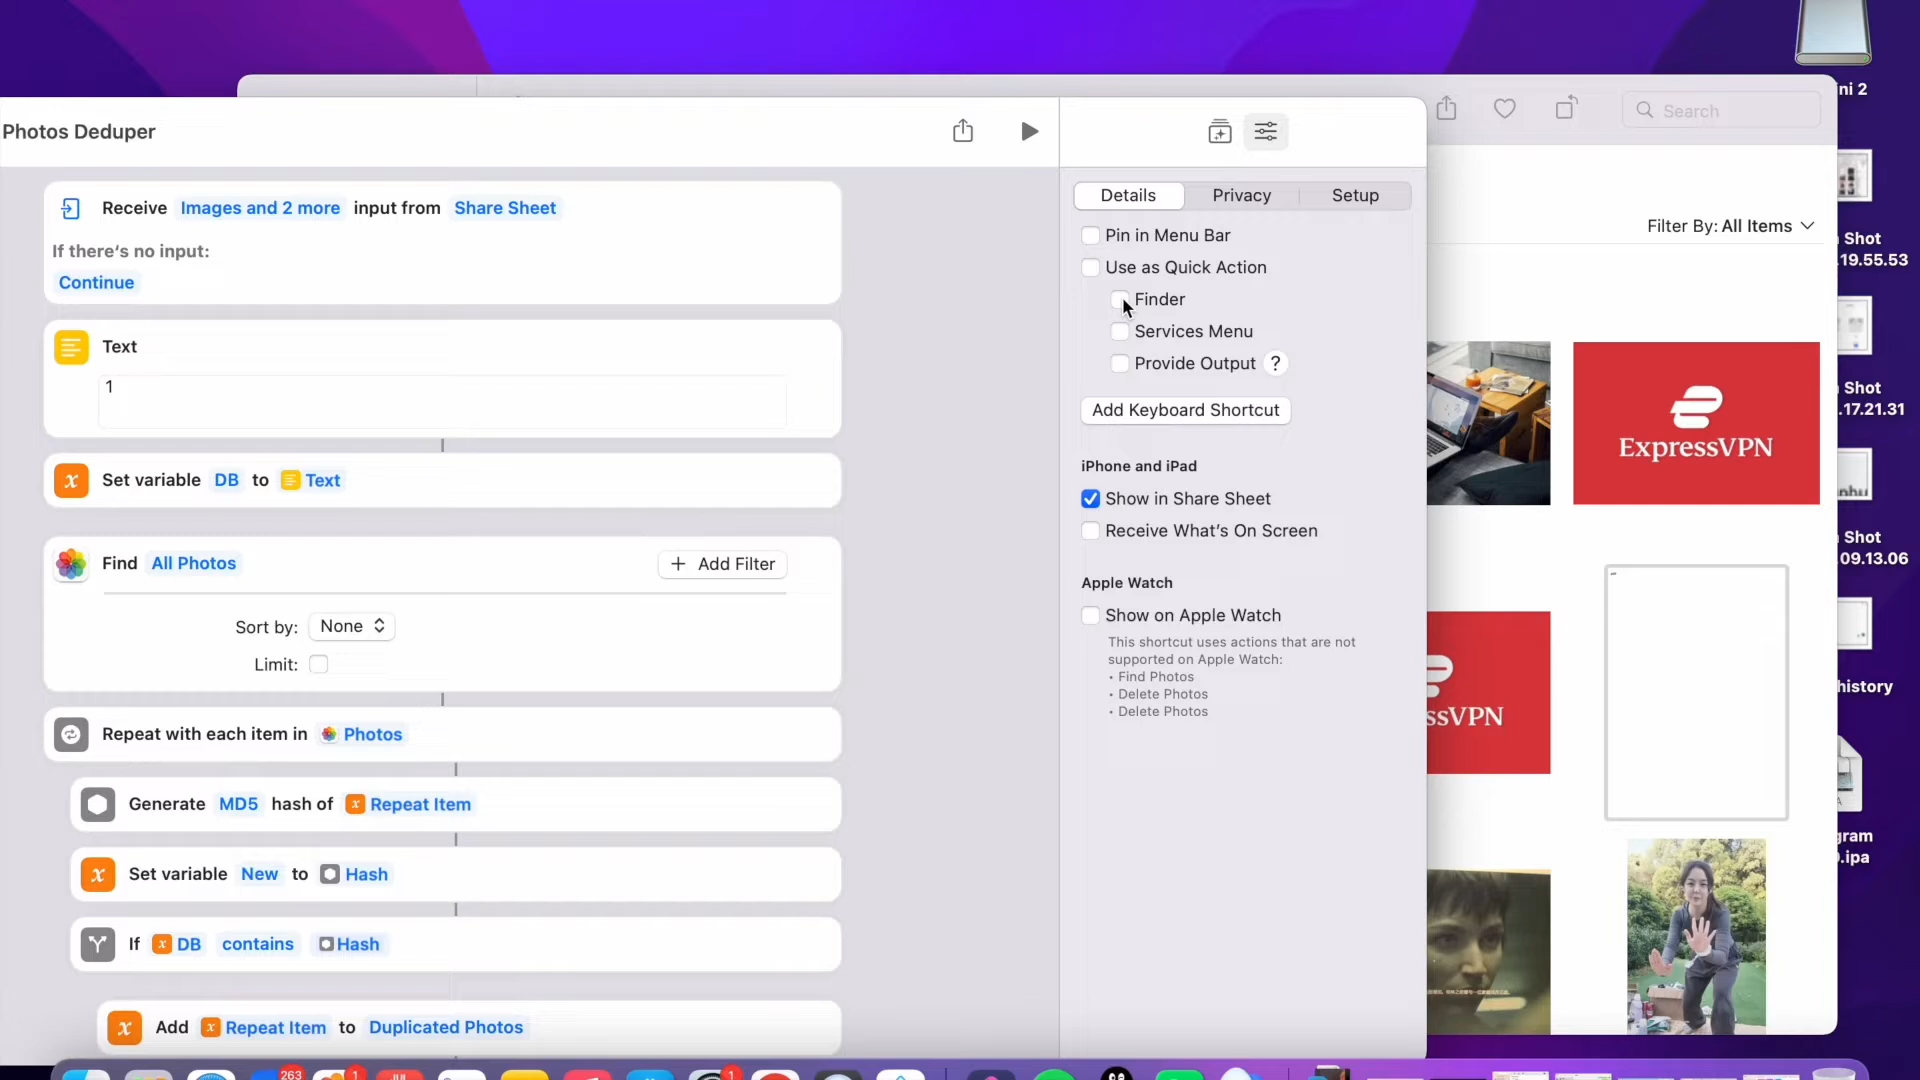 ni 2
Photos Deduper
Search
Receive Images and 2 more input from Share Sheet
If there's no input:
Continue
Text
1
Set variable DB to Text
Find All Photos
Add Filter
Sort by: None
Limit:
Repeat with each item in Photos
Generate MD5 hash of Repeat Item
Set variable New to Hash
If DB contains Hash
Add Repeat Item to Duplicated Photos
Details
Privacy
Setup
Pin in Menu Bar
Use as Quick Action
Finder
Services Menu
Provide Output ?
Add Keyboard Shortcut
iPhone and iPad
Show in Share Sheet
Receive What's On Screen
Apple Watch
Show on Apple Watch
This shortcut uses actions that are not
supported on Apple Watch:
• Find Photos
• Delete Photos
• Delete Photos
Filter By: All Items
ExpressVPN
ssVPN
Shot
.19.55.53
Shot
.17.21.31
Shot
.09.13.06
history
gram
.ipa
263
1
1